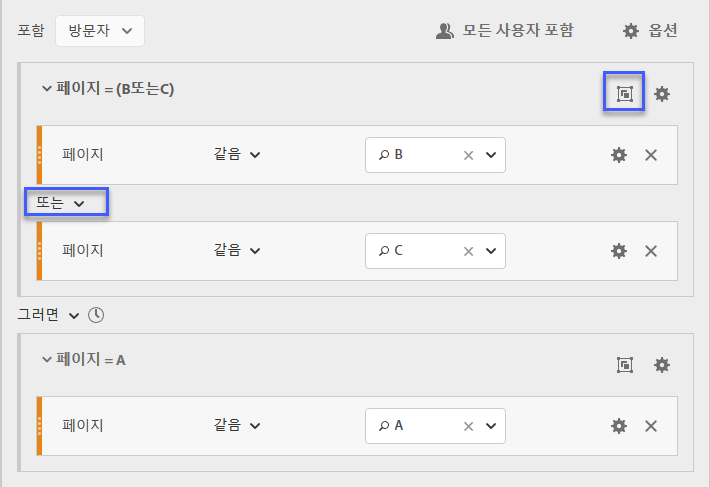 포함 방문자 모든 사용자 포함 옵션
페이지 = (B또는C)
페이지 같음 B
또는
페이지 같음 C
그러면
페이지 = A
페이지 같음 A